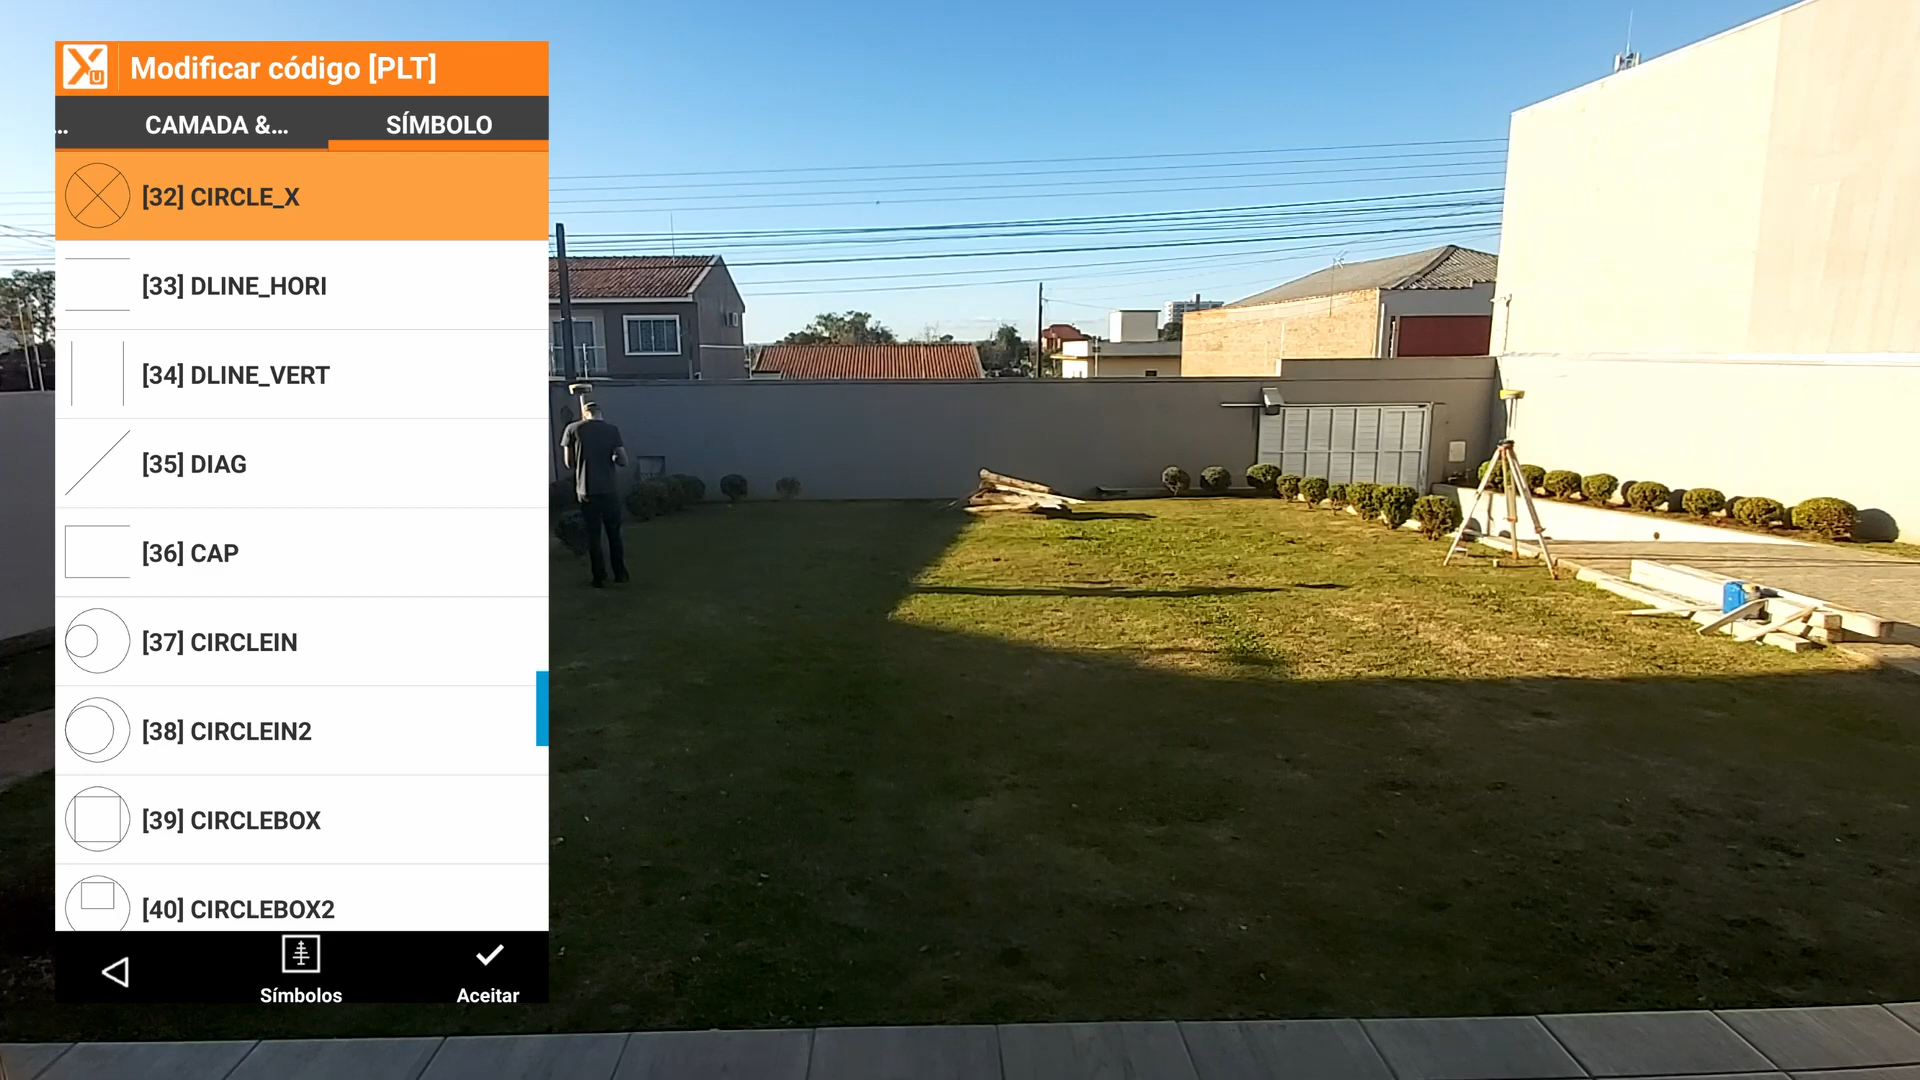 XU
Modificar código [PLT]
... CAMADA &... SÍMBOLO
[32] CIRCLE_X
[33] DLINE_HORI
[34] DLINE_VERT
[35] DIAG
[36] CAP
[37] CIRCLEIN
[38] CIRCLEIN2
[39] CIRCLEBOX
[40] CIRCLEBOX2
Símbolos Aceitar